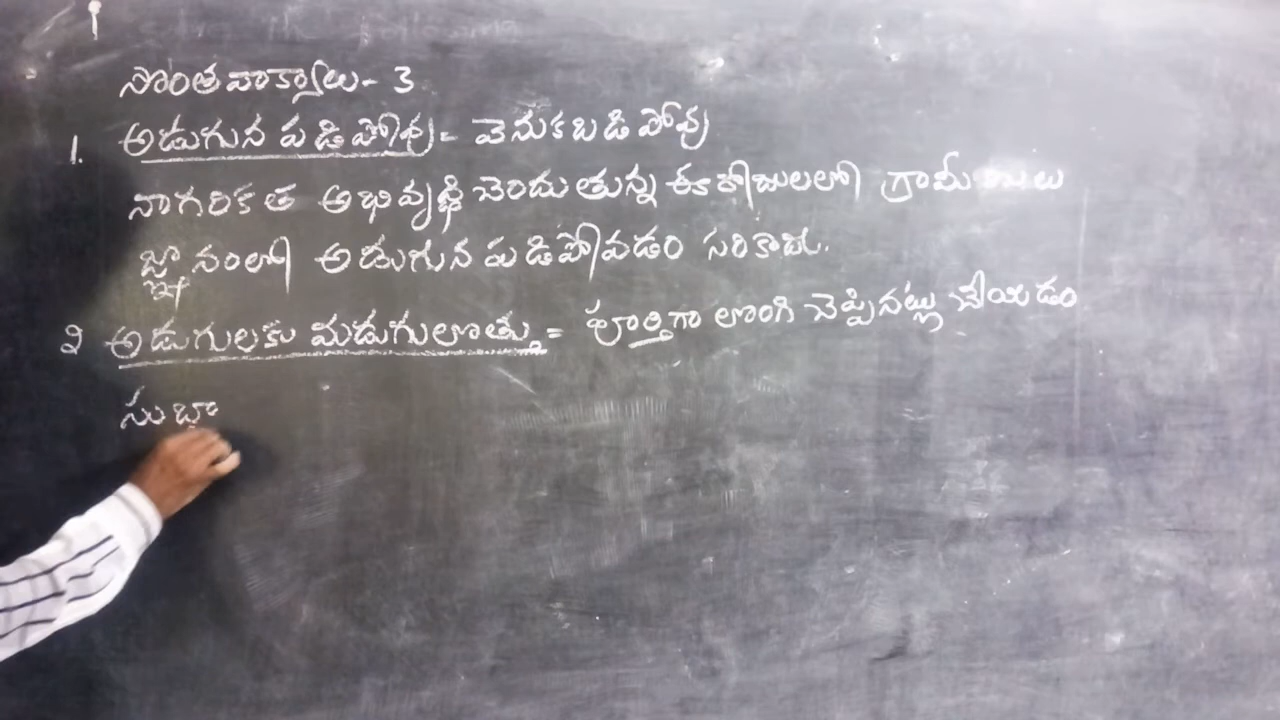 సొంతవాక్యాలు - 3
1. అడుగున పడిపోవు - వెనుకబడిపోవు
నాగరికత అభివృద్ధి చెందుతున్న ఈ రోజులలో గ్రామీణులు
జ్ఞానంలో అడుగున పడిపోవడం సరికాదు.
2 అడుగులకు మడుగులొత్తు = పూర్తిగా లొంగి చెప్పినట్లు చేయడం
సుబ్బా